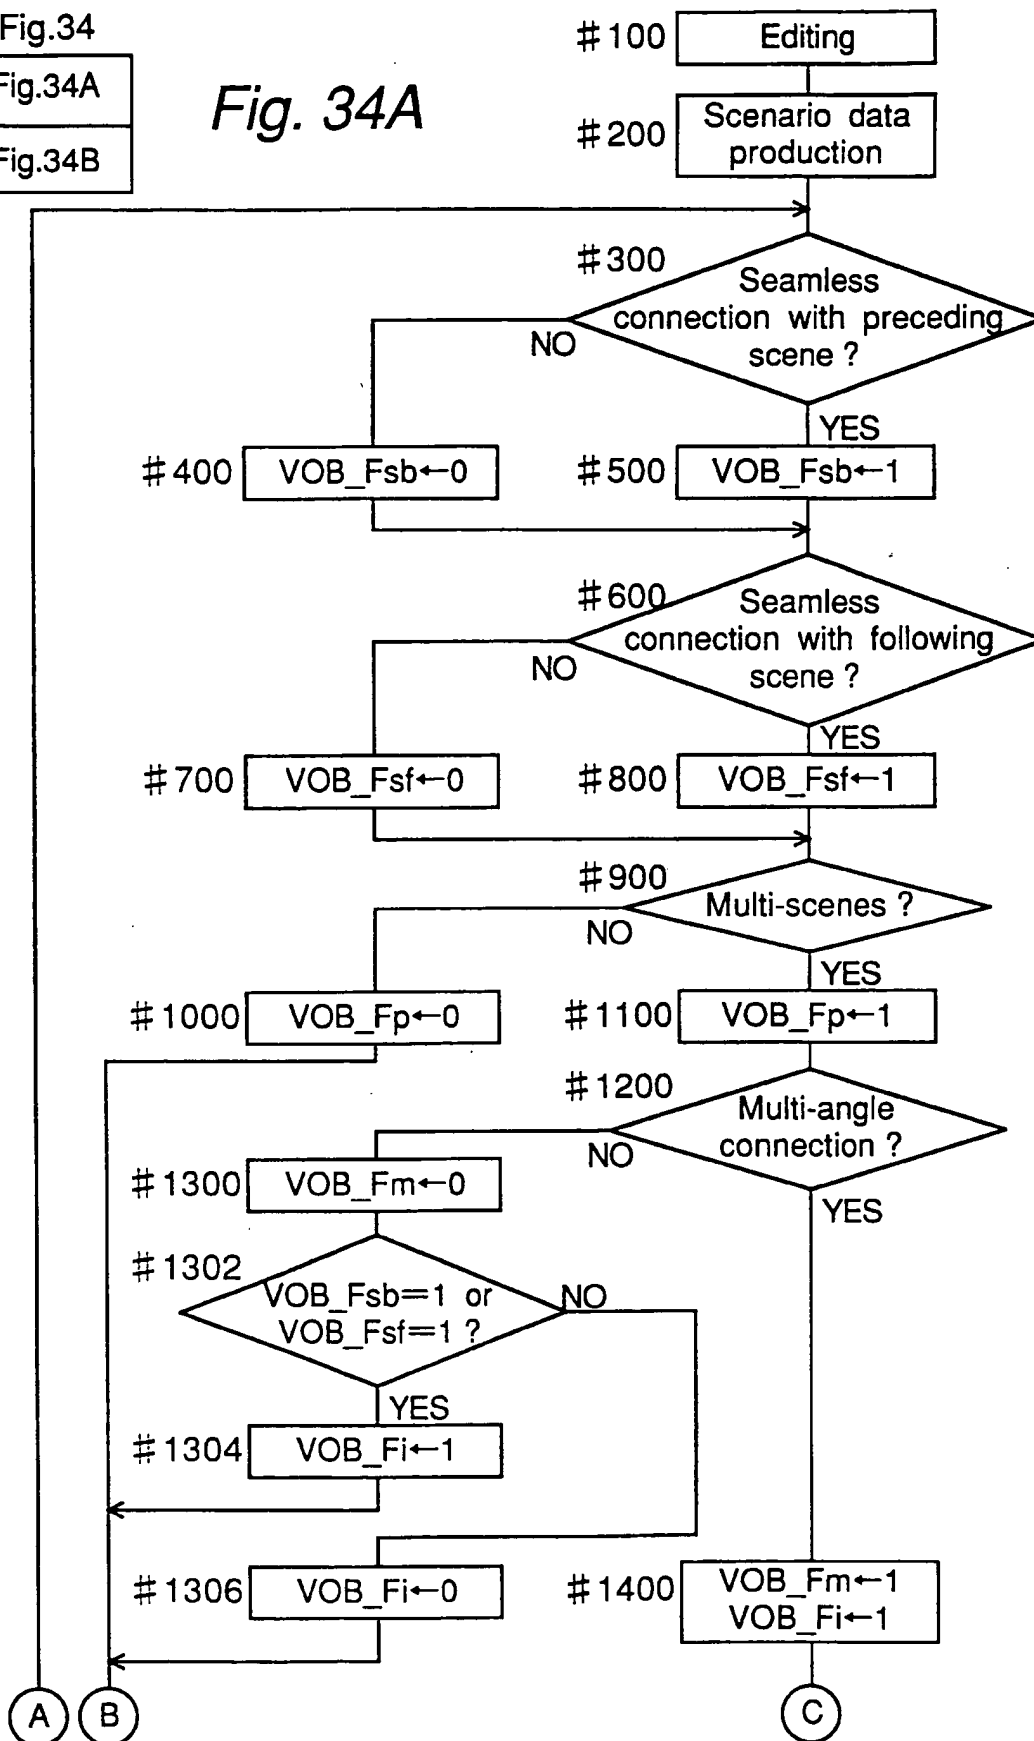 Fig.34
Fig.34A
Fig.34B
Fig. 34A
#100 Editing
#200 Scenario data
production
#300
Seamless
connection with preceding
scene ?
NO
YES
#400 VOB_Fsb←0
#500 VOB_Fsb←1
#600
Seamless
connection with following
scene ?
NO
YES
#700 VOB_Fsf←0
#800 VOB_Fsf←1
#900
Multi-scenes ?
NO
YES
#1000 VOB_Fp←0
#1100 VOB_Fp←1
#1200
Multi-angle
connection ?
NO
YES
#1300 VOB_Fm←0
#1302
VOB_Fsb=1 or
VOB_Fsf=1 ?
NO
YES
#1304 VOB_Fi←1
#1306 VOB_Fi←0
#1400 VOB_Fm←1
VOB_Fi←1
A
B
C